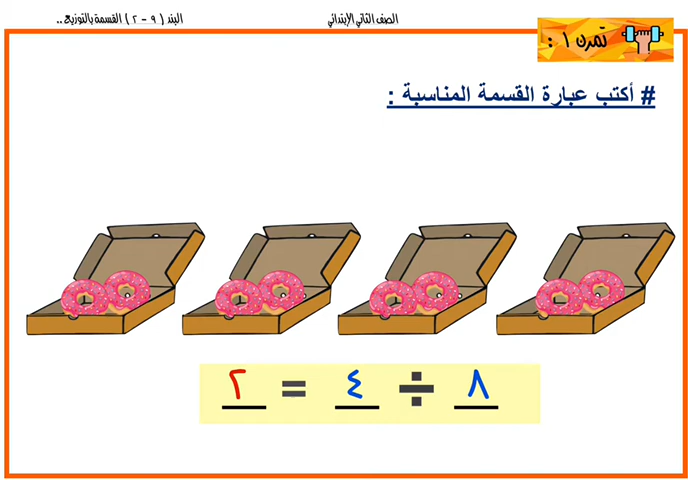 البند ( ٩ - ٢ ) القسمة بالتوزيع ..
الصف الثاني الإبتدائي
تمرن ١ :
# أكتب عبارة القسمة المناسبة :
٨ ÷ ٤ = ٢